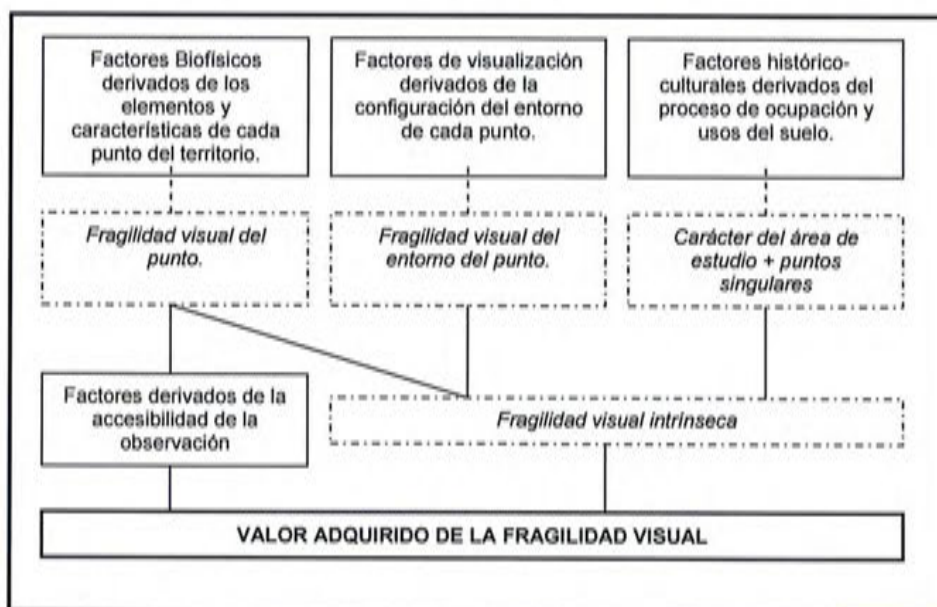 Factores Biofísicos
derivados de los
elementos y
características de cada
punto del territorio.
Factores de visualización
derivados de la
configuración del entorno
de cada punto.
Factores histórico-
culturales derivados del
proceso de ocupación y
usos del suelo.
Fragilidad visual del
punto.
Fragilidad visual del
entorno del punto.
Carácter del área de
estudio + puntos
singulares
Factores derivados de la
accesibilidad de la
observación
Fragilidad visual intrínseca
VALOR ADQUIRIDO DE LA FRAGILIDAD VISUAL